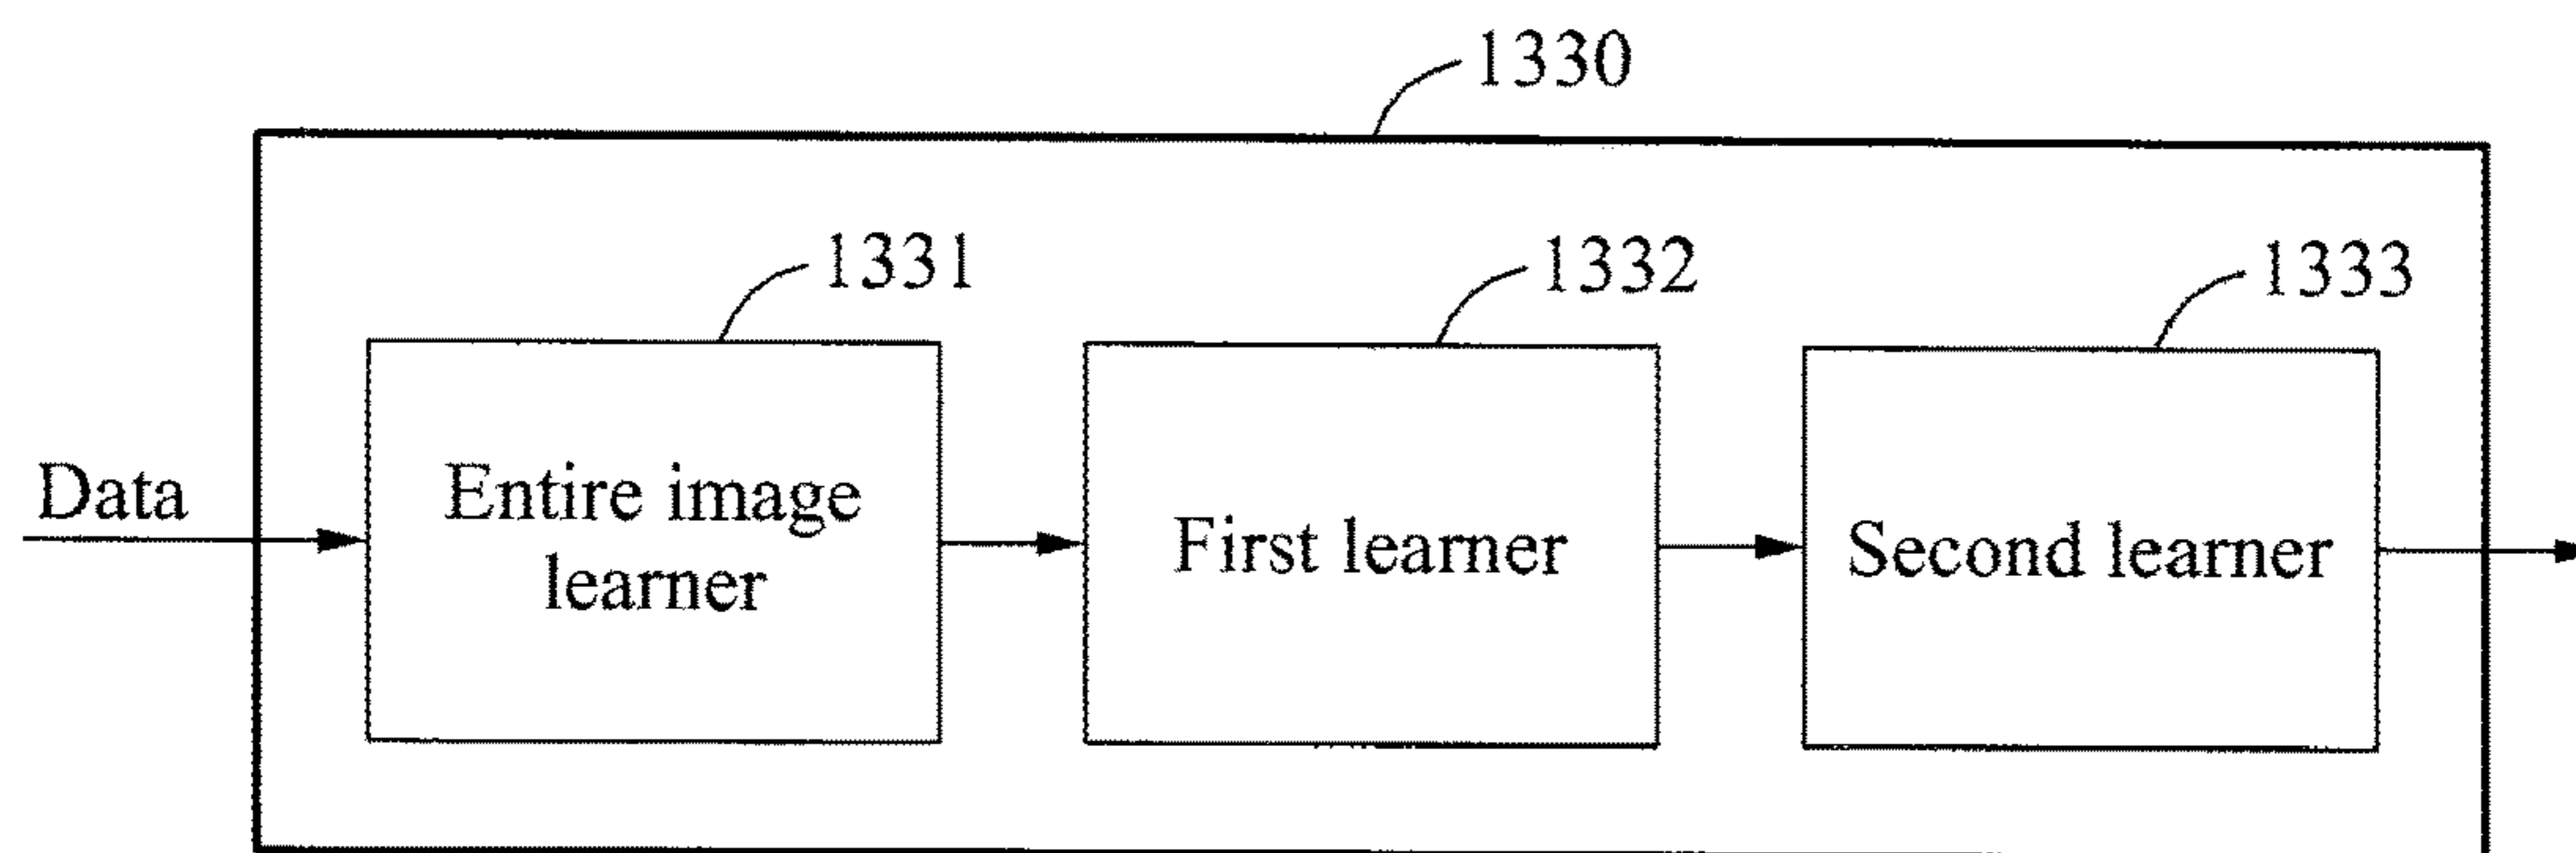 1330
1331
1332
1333
Data
Entire image
learner
First learner
Second learner